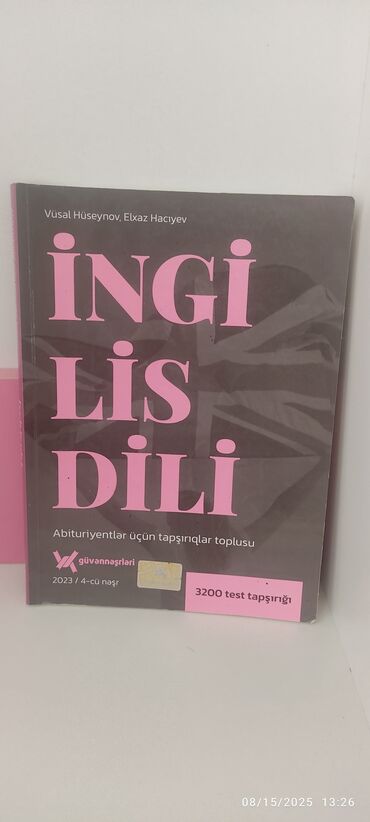 Vüsal Hüseynov, Elxaz Hacıyev
İNGİ
LİS
DİLİ
Abituriyentlər üçün tapşırıqlar toplusu
güvənnəşrləri
2023 / 4-cü nəşr
3200 test tapşırığı
08/15/2025 13:26